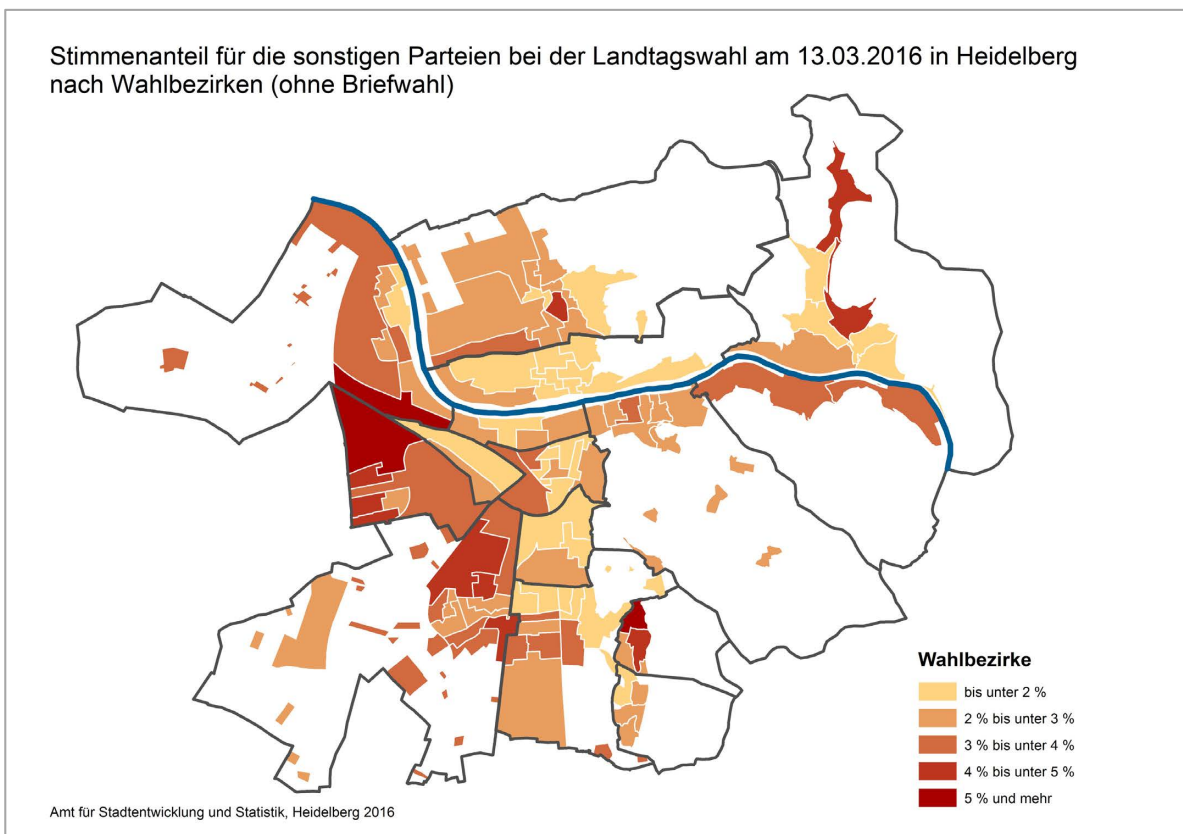 Stimmenanteil für die sonstigen Parteien bei der Landtagswahl am 13.03.2016 in Heidelberg
nach Wahlbezirken (ohne Briefwahl)
Wahlbezirke
bis unter 2 %
2 % bis unter 3 %
3 % bis unter 4 %
4 % bis unter 5 %
5 % und mehr
Amt für Stadtentwicklung und Statistik, Heidelberg 2016